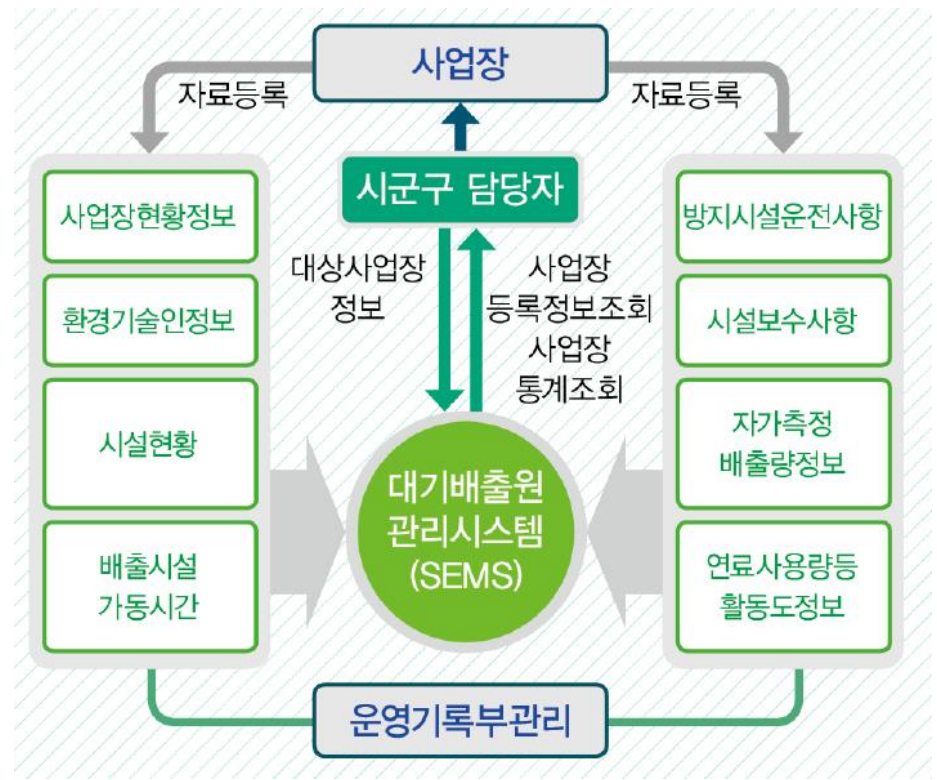 사업장
자료등록
자료등록
시군구 담당자
사업장현황정보
환경기술인정보
시설현황
배출시설
가동시간
대상사업장
정보
사업장
등록정보조회
사업장
통계조회
대기배출원
관리시스템
(SEMS)
방지시설운전사항
시설보수사항
자가측정
배출량정보
연료사용량등
활동도정보
운영기록부관리